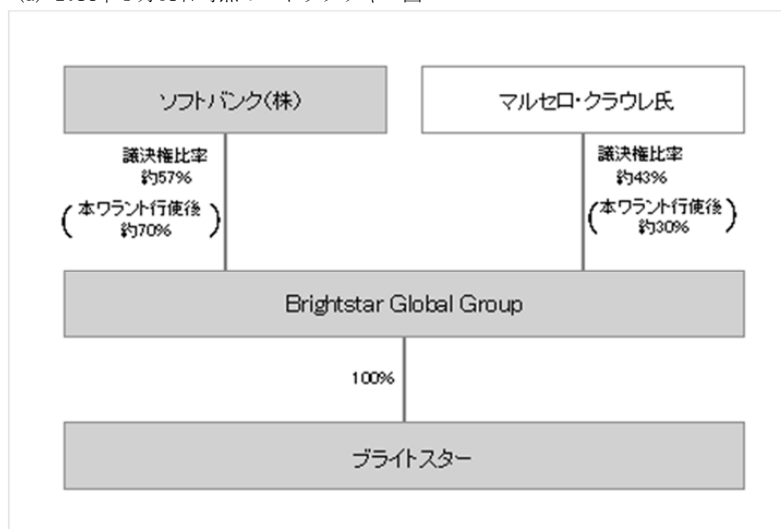 ソフトバンク(株)
マルセロ・クラウレ氏
議決権比率
約57%
(本ワラント行使後
約70%)
議決権比率
約43%
(本ワラント行使後
約30%)
Brightstar Global Group
100%
ブライトスター